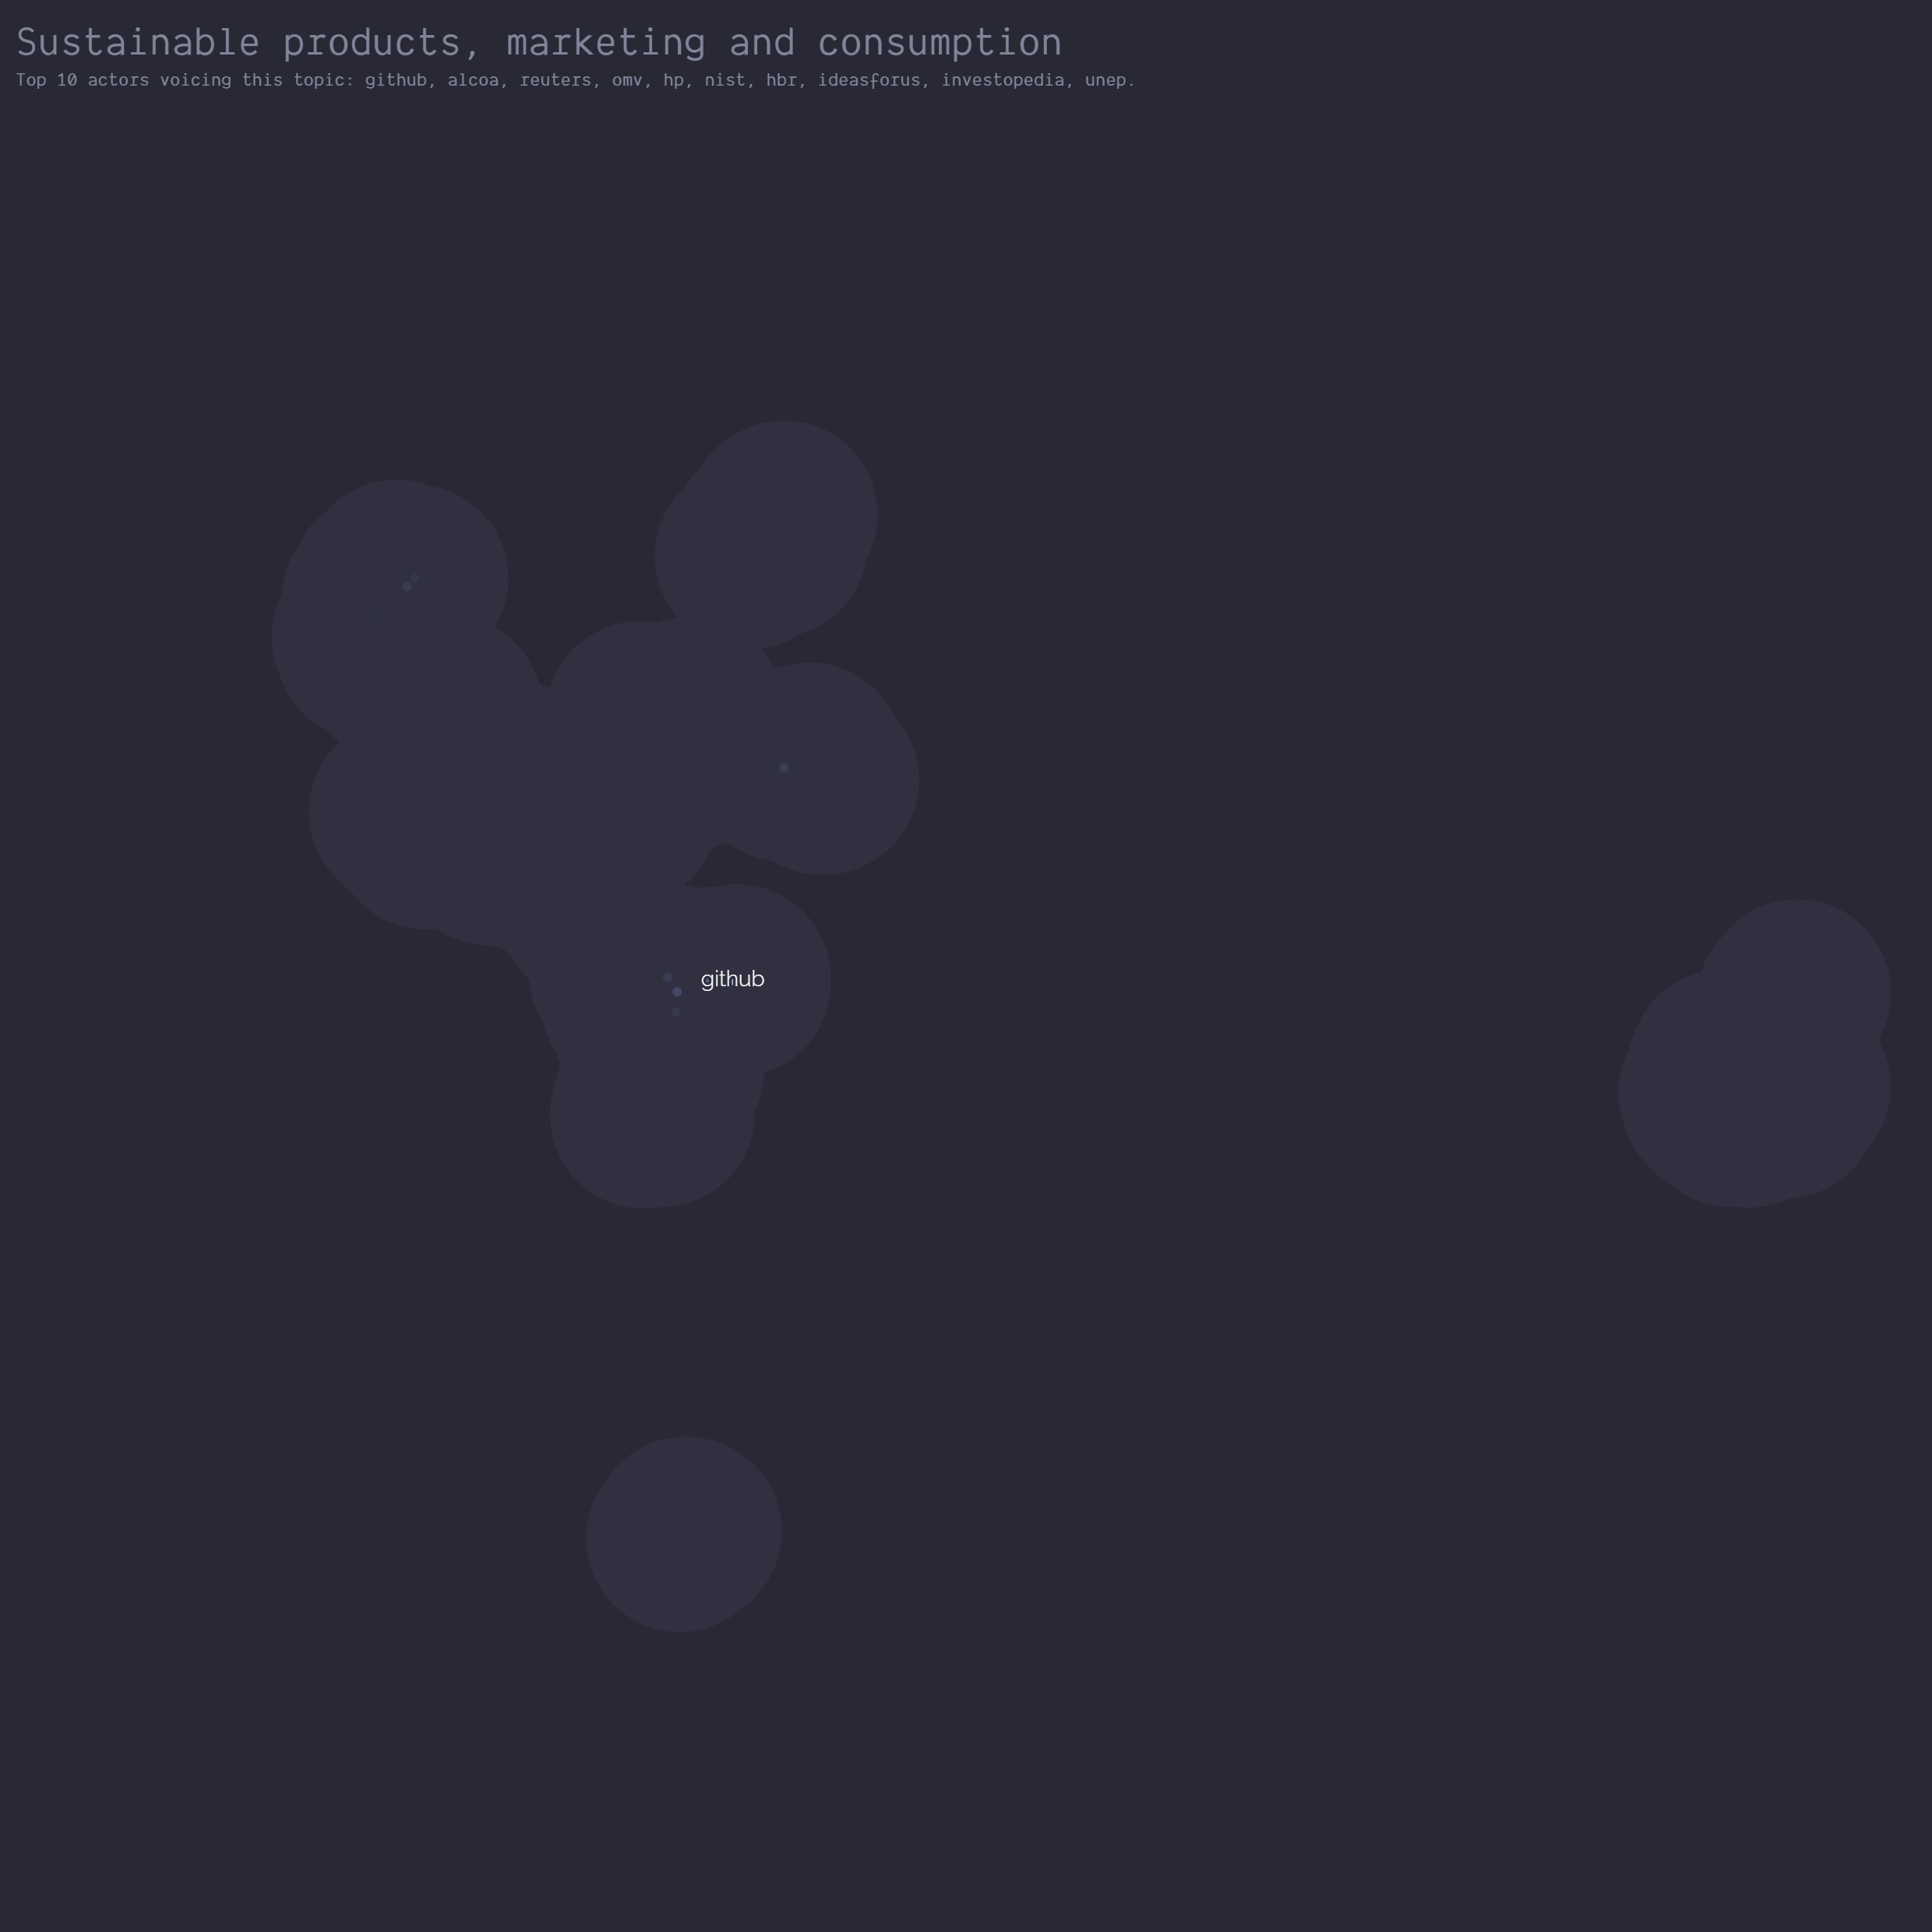 Sustainable products, marketing and consumption
Top 10 actors voicing this topic: github, alcoa, reuters, omv, hp, nist, hbr, ideasforus, investopedia, unep.
github